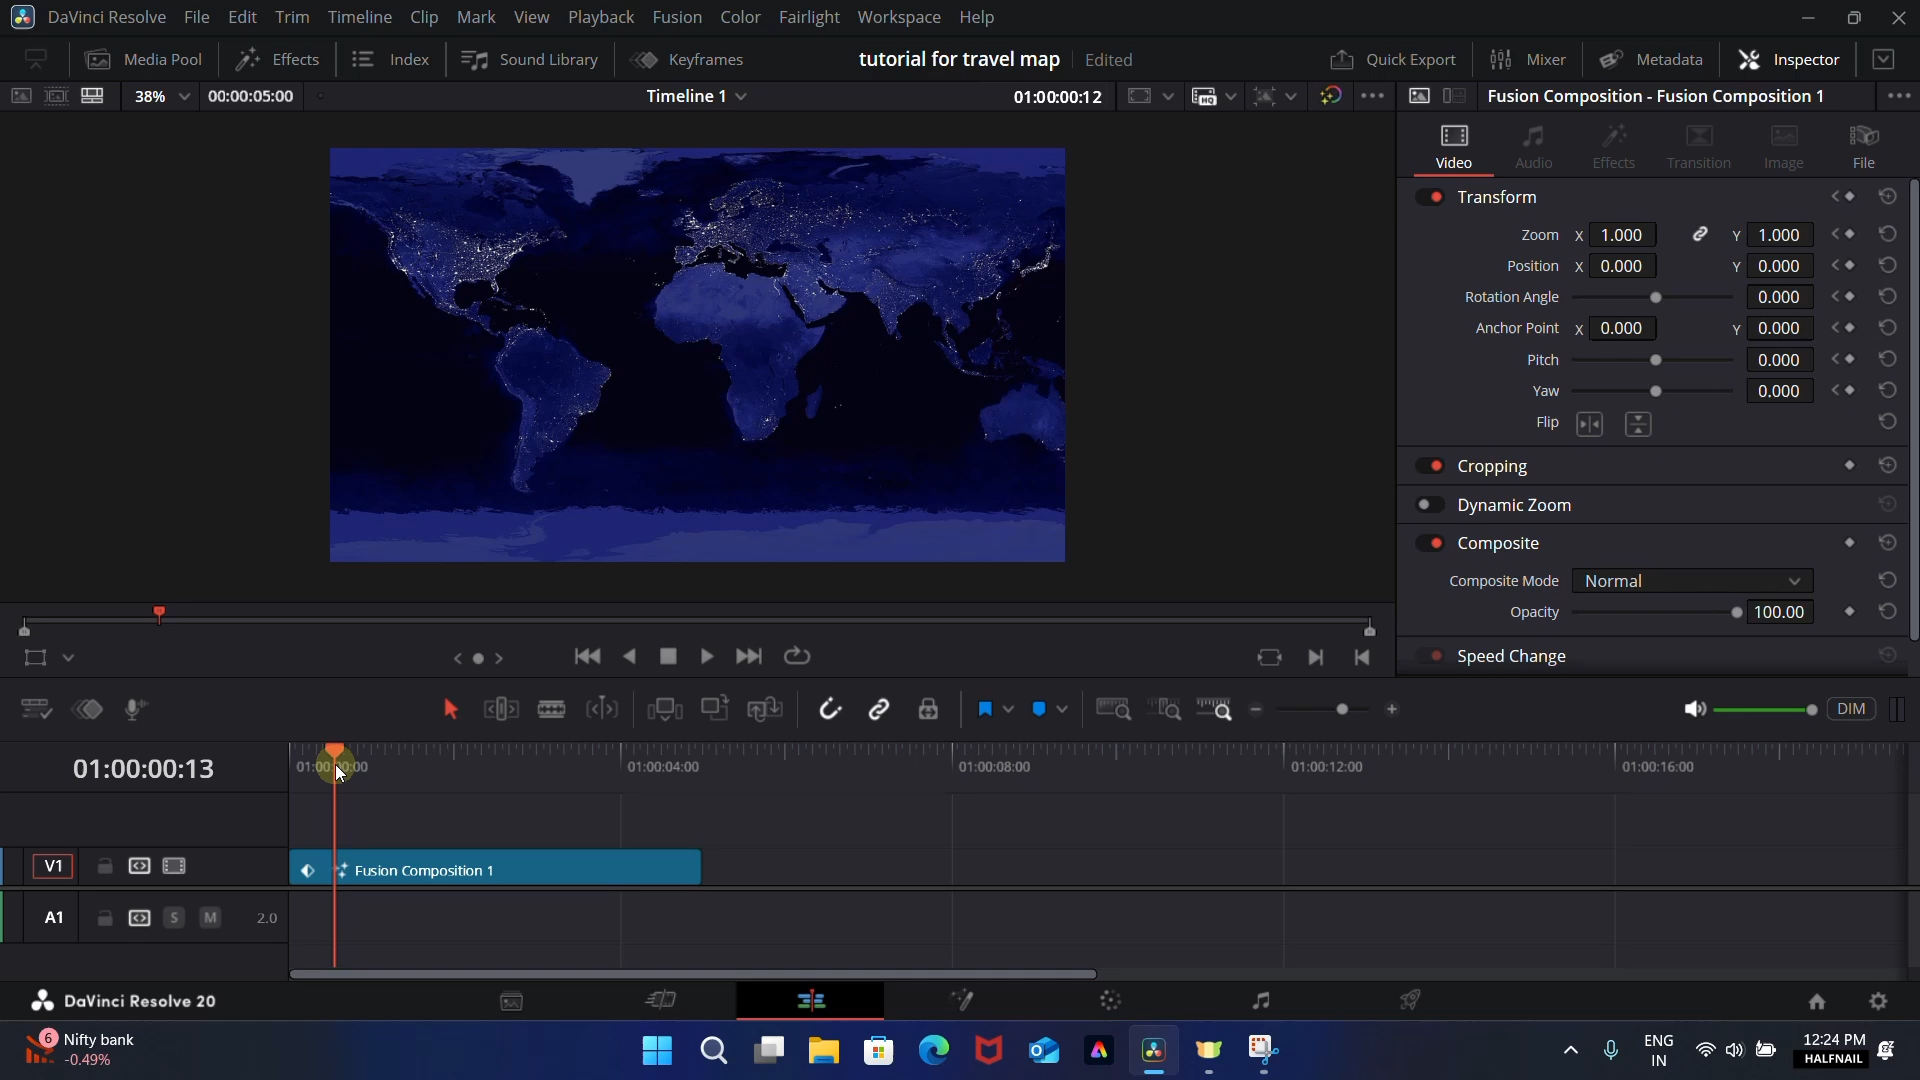 DaVinci Resolve File Edit Trim Timeline Clip Mark View Playback Fusion Color Fairlight Workspace Help
Media Pool Effects Index Sound Library Keyframes tutorial for travel map Edited Quick Export Mixer Metadata Inspector
38% 00:00:05:00 Timeline 1 01:00:00:12 HQ Fusion Composition - Fusion Composition 1
Video Audio Effects Transition Image File
Transform
Zoom X 1.000 Y 1.000
Position X 0.000 Y 0.000
Rotation Angle 0.000
Anchor Point X 0.000 Y 0.000
Pitch 0.000
Yaw 0.000
Flip
Cropping
Dynamic Zoom
Composite
Composite Mode Normal
Opacity 100.00
Speed Change
DIM
01:00:00:13 01:00:00:00 01:00:04:00 01:00:08:00 01:00:12:00 01:00:16:00
V1 Fusion Composition 1
A1 S M 2.0
DaVinci Resolve 20
6 Nifty bank
-0.49%
ENG
IN
12:24 PM
HALFNAIL